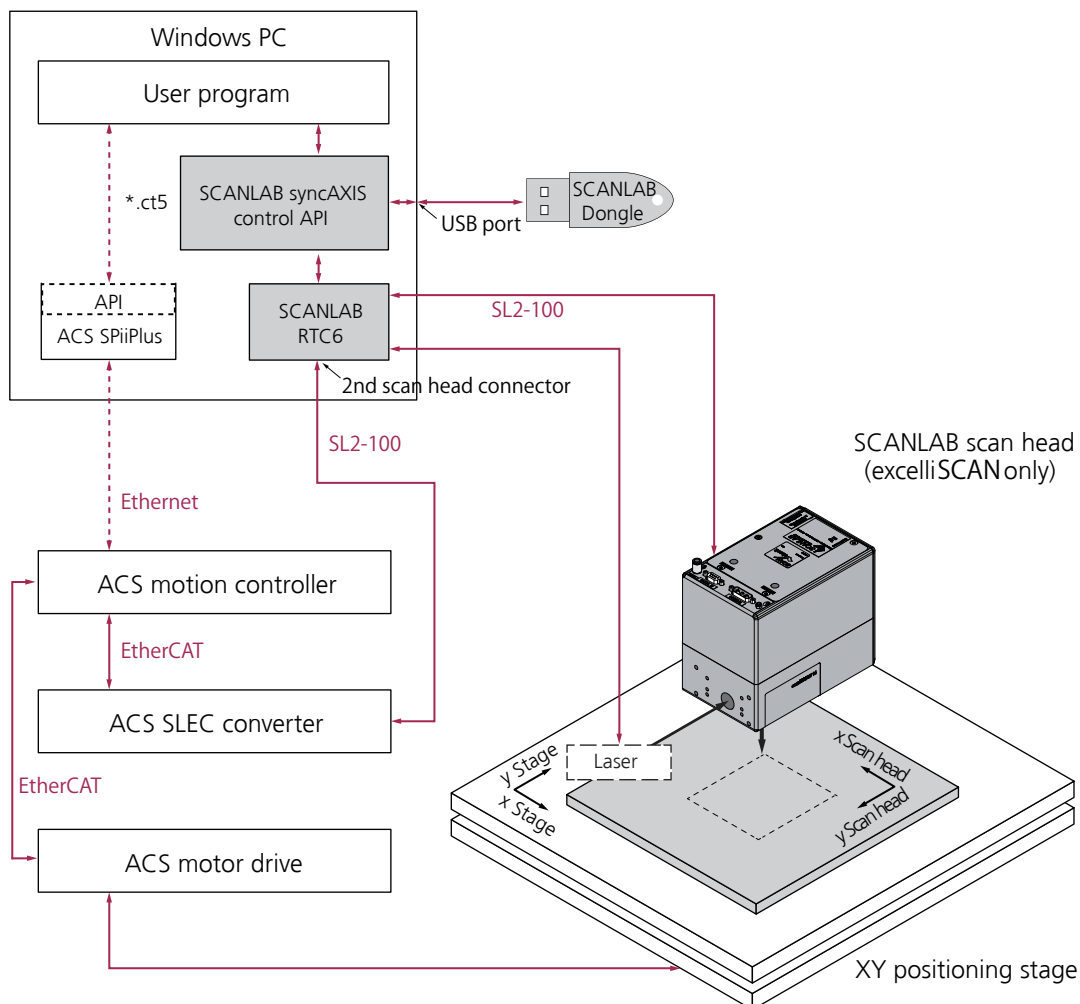 Windows PC
User program
*.ct5
SCANLAB syncAXIS
control API
USB port
SCANLAB
Dongle
API
ACS SPiiPlus
SCANLAB
RTC6
SL2-100
2nd scan head connector
SL2-100
Ethernet
SCANLAB scan head
(excelliSCAN only)
ACS motion controller
EtherCAT
ACS SLEC converter
EtherCAT
Laser
y Stage
x Stage
x Scan head
y Scan head
ACS motor drive
XY positioning stage